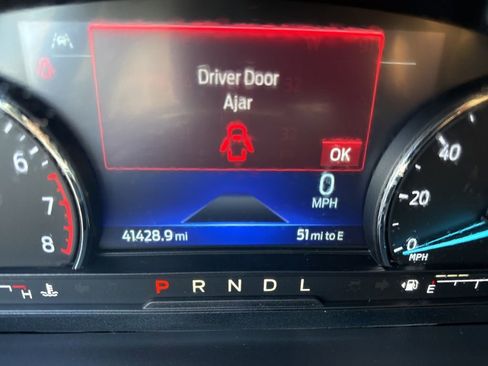 Driver Door
Ajar
OK
6
7
8
0
MPH
40
20
0
MPH
41428.9 mi
51 mi to E
H
P R N D L
E